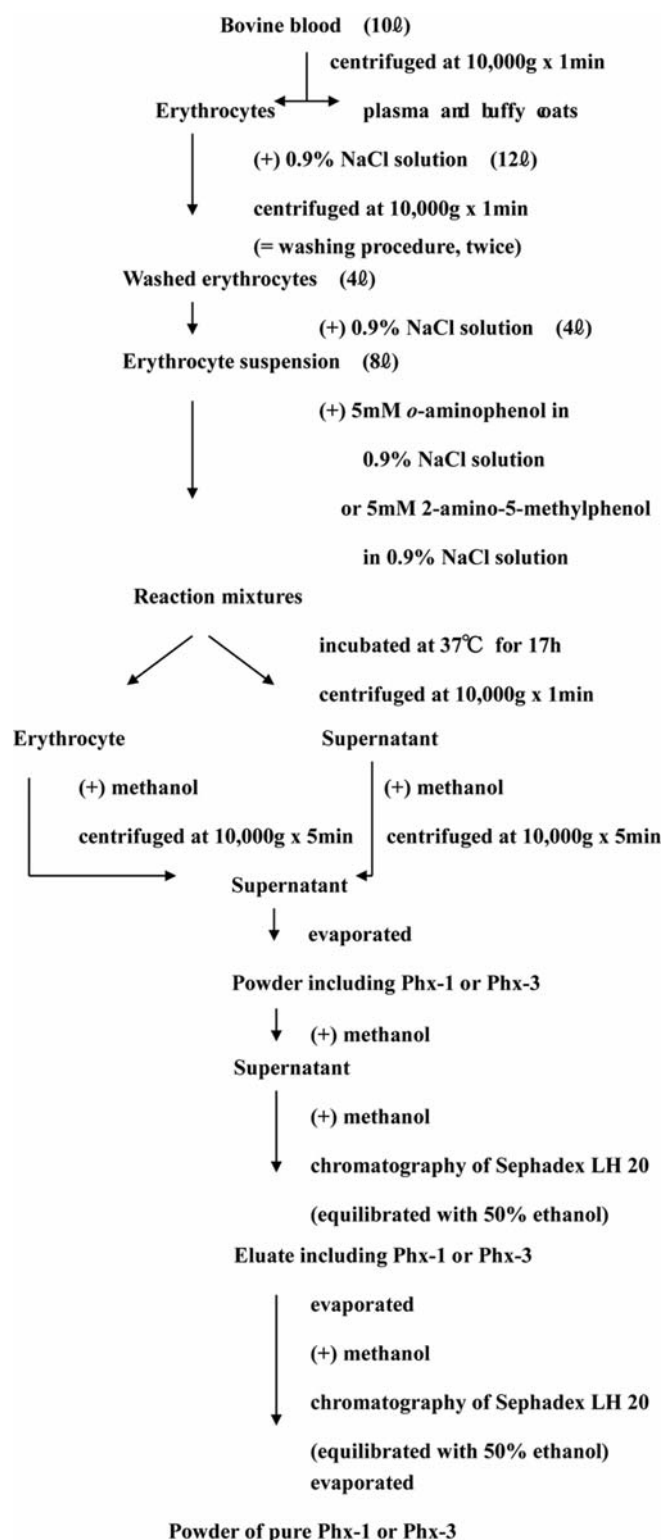 Bovine blood (10ℓ)
centrifuged at 10,000g x 1min
Erythrocytes plasma and buffy coats
(+) 0.9% NaCl solution (12ℓ)
centrifuged at 10,000g x 1min
(= washing procedure, twice)
Washed erythrocytes (4ℓ)
(+) 0.9% NaCl solution (4ℓ)
Erythrocyte suspension (8ℓ)
(+) 5mM o-aminophenol in
0.9% NaCl solution
or 5mM 2-amino-5-methylphenol
in 0.9% NaCl solution
Reaction mixtures
incubated at 37℃ for 17h
centrifuged at 10,000g x 1min
Erythrocyte Supernatant
(+) methanol (+) methanol
centrifuged at 10,000g x 5min centrifuged at 10,000g x 5min
Supernatant
evaporated
Powder including Phx-1 or Phx-3
(+) methanol
Supernatant
(+) methanol
chromatography of Sephadex LH 20
(equilibrated with 50% ethanol)
Eluate including Phx-1 or Phx-3
evaporated
(+) methanol
chromatography of Sephadex LH 20
(equilibrated with 50% ethanol)
evaporated
Powder of pure Phx-1 or Phx-3